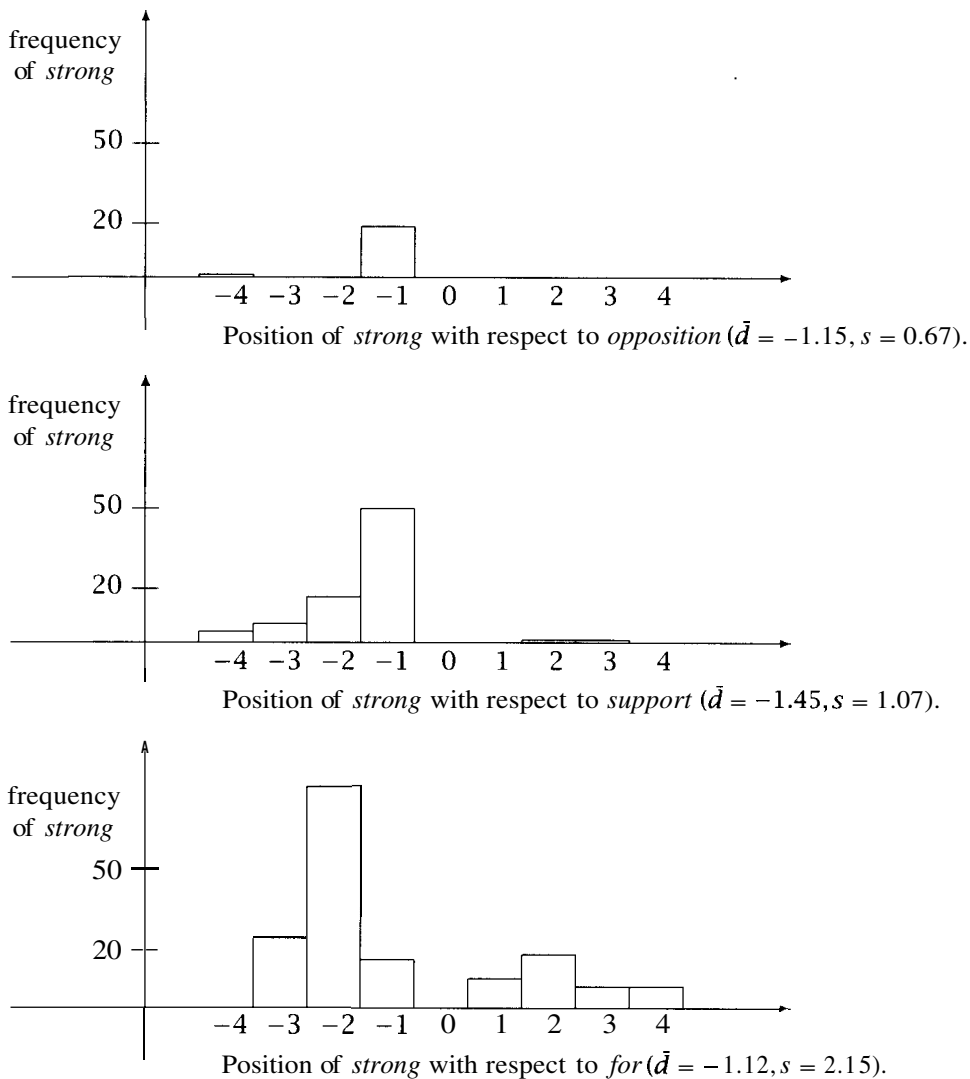 frequency
of strong
50
20
−4 −3 −2 −1 0 1 2 3 4
Position of strong with respect to opposition (d̄ = −1.15, s = 0.67).
frequency
of strong
50
20
−4 −3 −2 −1 0 1 2 3 4
Position of strong with respect to support (d̄ = −1.45, s = 1.07).
frequency
of strong
50
20
−4 −3 −2 −1 0 1 2 3 4
Position of strong with respect to for (d̄ = −1.12, s = 2.15).